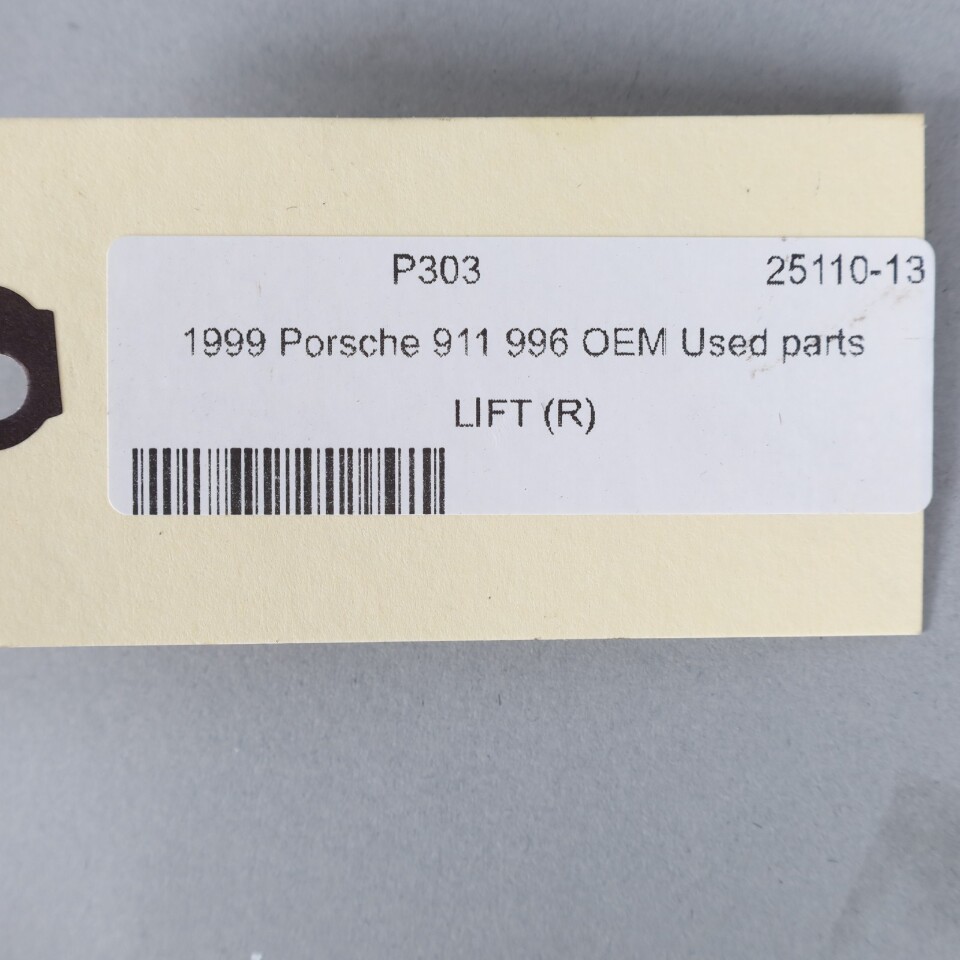 P303 25110-13
1999 Porsche 911 996 OEM Used parts
LIFT (R)